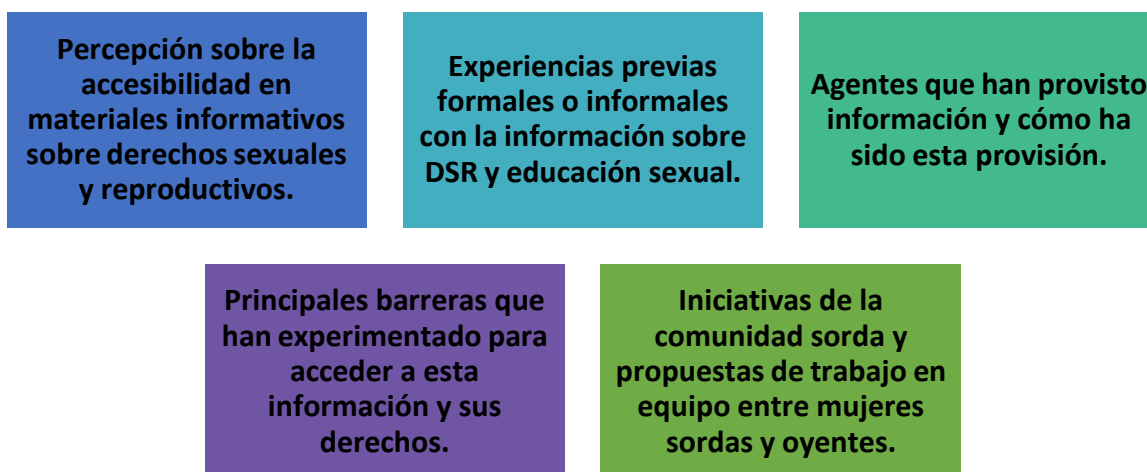 Percepción sobre la
accesibilidad en
materiales informativos
sobre derechos sexuales
y reproductivos.
Experiencias previas
formales o informales
con la información sobre
DSR y educación sexual.
Agentes que han provisto
información y cómo ha
sido esta provisión.
Principales barreras que
han experimentado para
acceder a esta
información y sus
derechos.
Iniciativas de la
comunidad sorda y
propuestas de trabajo en
equipo entre mujeres
sordas y oyentes.